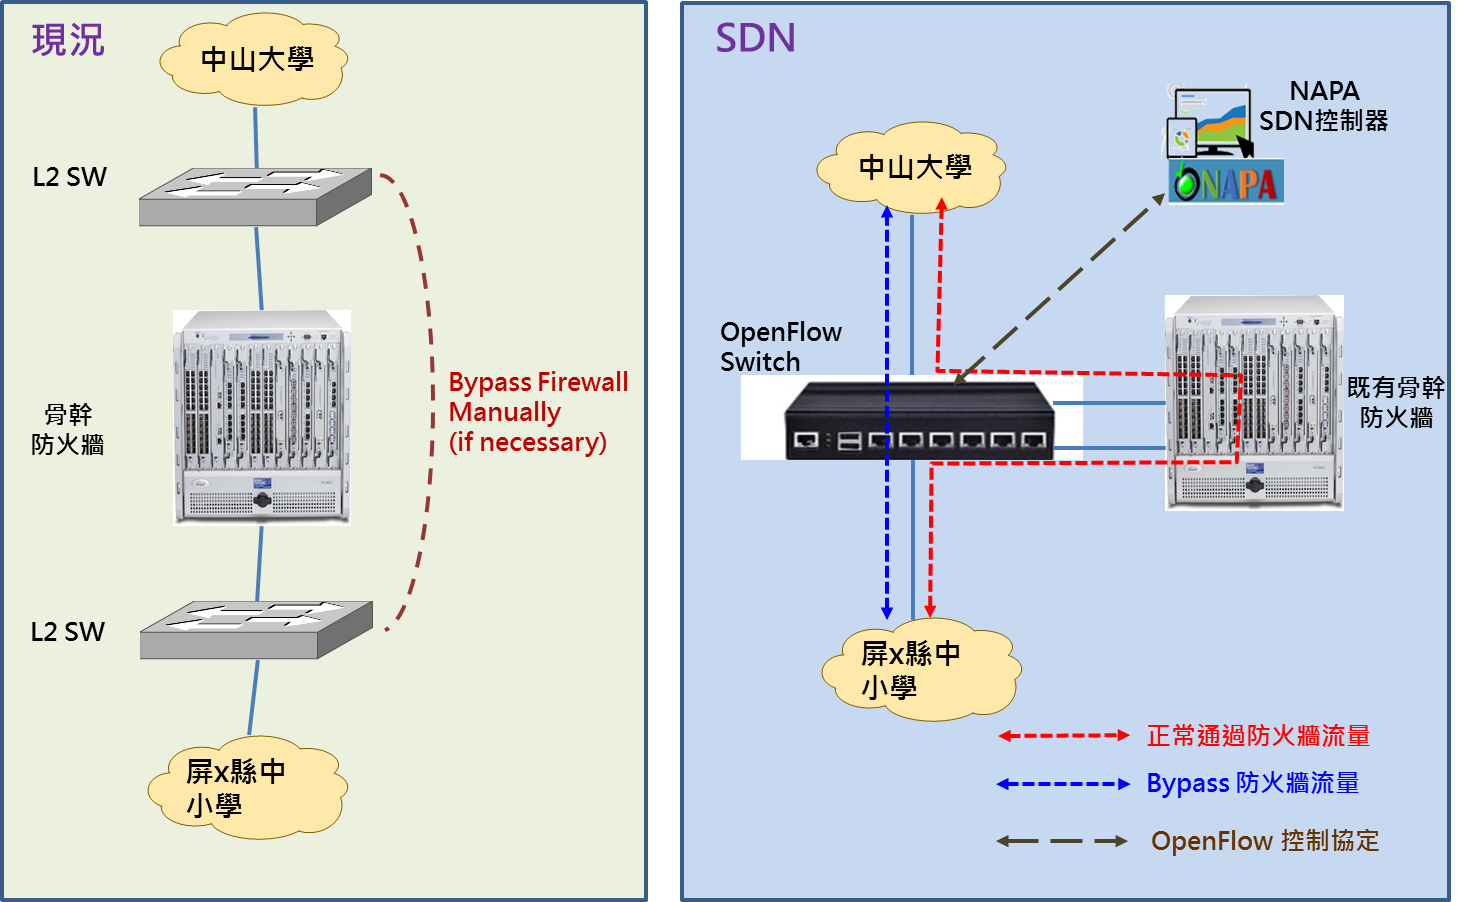 現況
中山大學
L2 SW
骨幹
防火牆
Bypass Firewall
Manually
(if necessary)
L2 SW
屏x縣中
小學
SDN
NAPA
SDN控制器
NAPA
中山大學
OpenFlow
Switch
既有骨幹
防火牆
屏x縣中
小學
正常通過防火牆流量
Bypass 防火牆流量
OpenFlow 控制協定